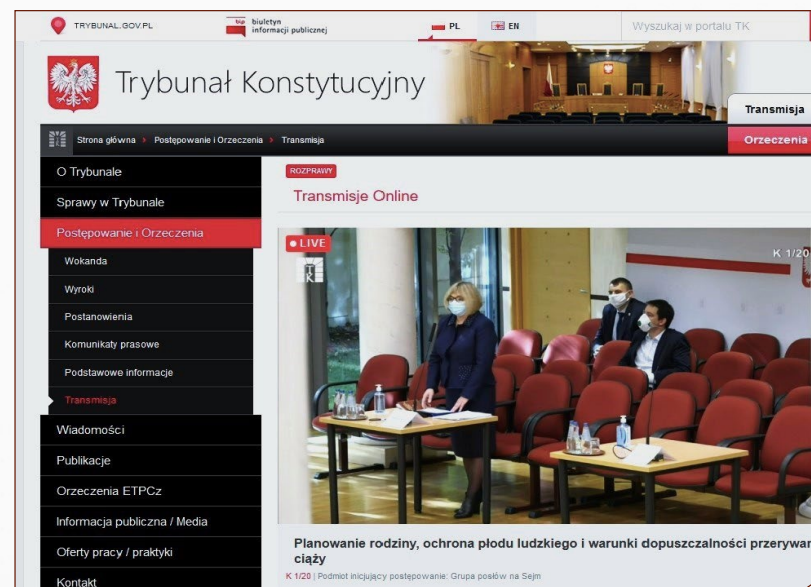 TRYBUNAL.GOV.PL
bip biuletyn
informacji publicznej
PL
EN
Wyszukaj w portalu TK
Trybunał Konstytucyjny
Transmisja
Strona główna Postępowanie i Orzeczenia Transmisja
Orzeczenia
O Trybunale
Sprawy w Trybunale
Postępowanie i Orzeczenia
Wokanda
Wyroki
Postanowienia
Komunikaty prasowe
Podstawowe informacje
Transmisja
Wiadomości
Publikacje
Orzeczenia ETPCz
Informacja publiczna / Media
Oferty pracy / praktyki
Kontakt
ROZPRAWY
Transmisje Online
LIVE
K 1/20
TK
Planowanie rodziny, ochrona płodu ludzkiego i warunki dopuszczalności przerywan
ciąży
K 1/20 | Podmiot inicjujący postępowanie: Grupa posłów na Sejm